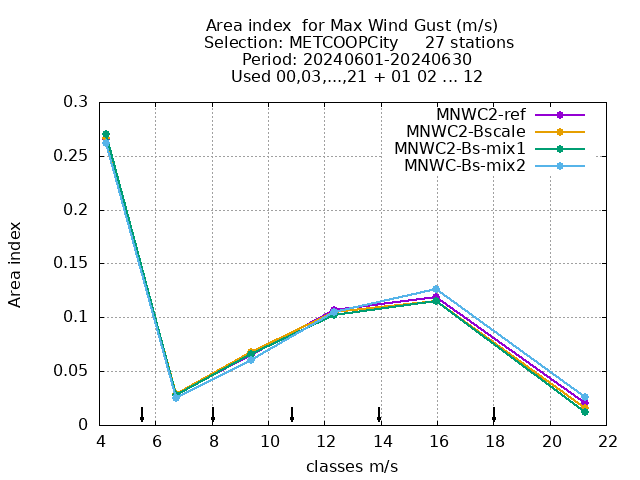 Area index  for Max Wind Gust (m/s)
Selection: METCOOPCity     27 stations
Period: 20240601-20240630
Used 00,03,...,21 + 01 02 ... 12
MNWC2-ref
MNWC2-Bscale
MNWC2-Bs-mix1
MNWC-Bs-mix2
Area index
0.3
0.25
0.2
0.15
0.1
0.05
0
4 6 8 10 12 14 16 18 20 22
classes m/s